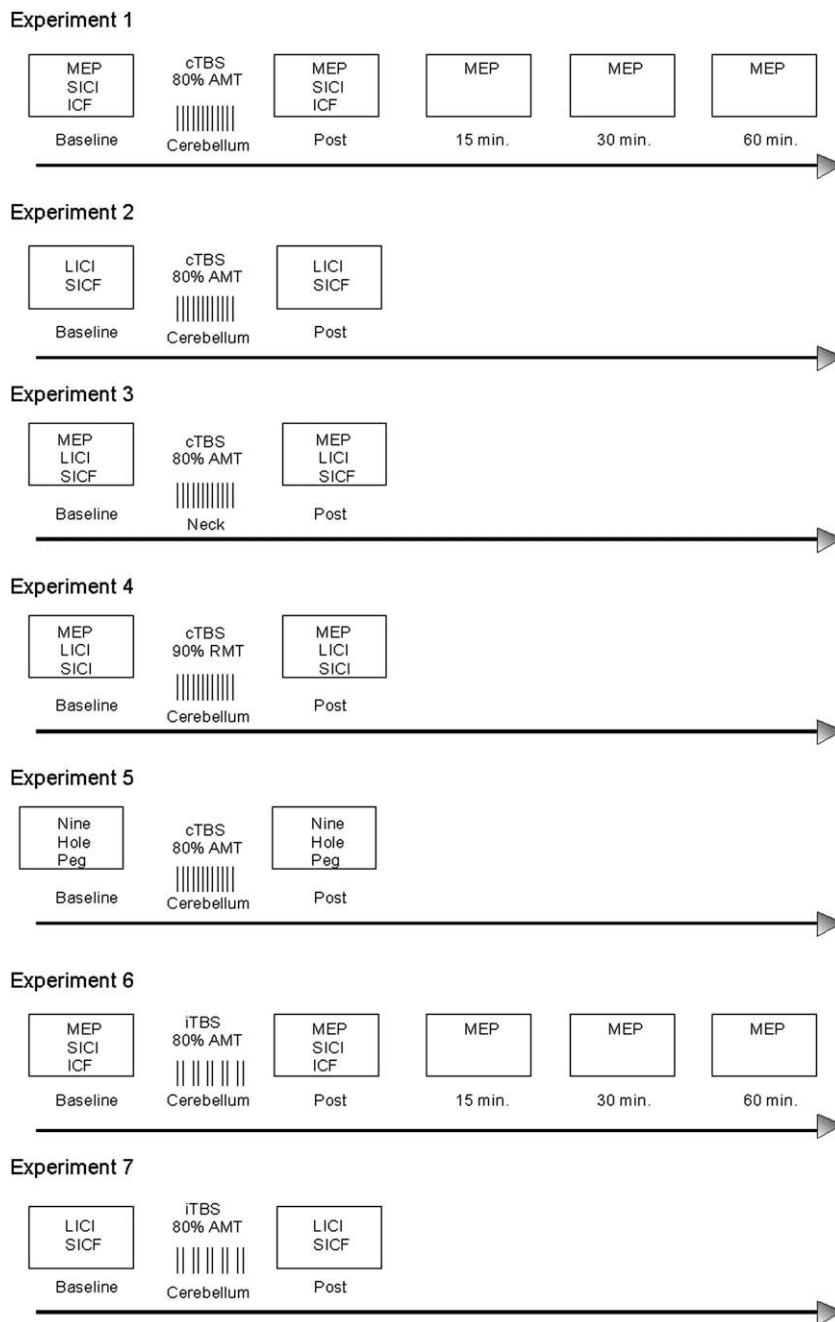 Experiment 1
MEP
SICI
ICF
Baseline
cTBS
80% AMT
Cerebellum
MEP
SICI
ICF
Post
MEP
15 min.
MEP
30 min.
MEP
60 min.
Experiment 2
LICI
SICF
Baseline
cTBS
80% AMT
Cerebellum
LICI
SICF
Post
Experiment 3
MEP
LICI
SICF
Baseline
cTBS
80% AMT
Neck
MEP
LICI
SICF
Post
Experiment 4
MEP
LICI
SICI
Baseline
cTBS
90% RMT
Cerebellum
MEP
LICI
SICI
Post
Experiment 5
Nine
Hole
Peg
Baseline
cTBS
80% AMT
Cerebellum
Nine
Hole
Peg
Post
Experiment 6
MEP
SICI
ICF
Baseline
iTBS
80% AMT
Cerebellum
MEP
SICI
ICF
Post
MEP
15 min.
MEP
30 min.
MEP
60 min.
Experiment 7
LICI
SICF
Baseline
iTBS
80% AMT
Cerebellum
LICI
SICF
Post